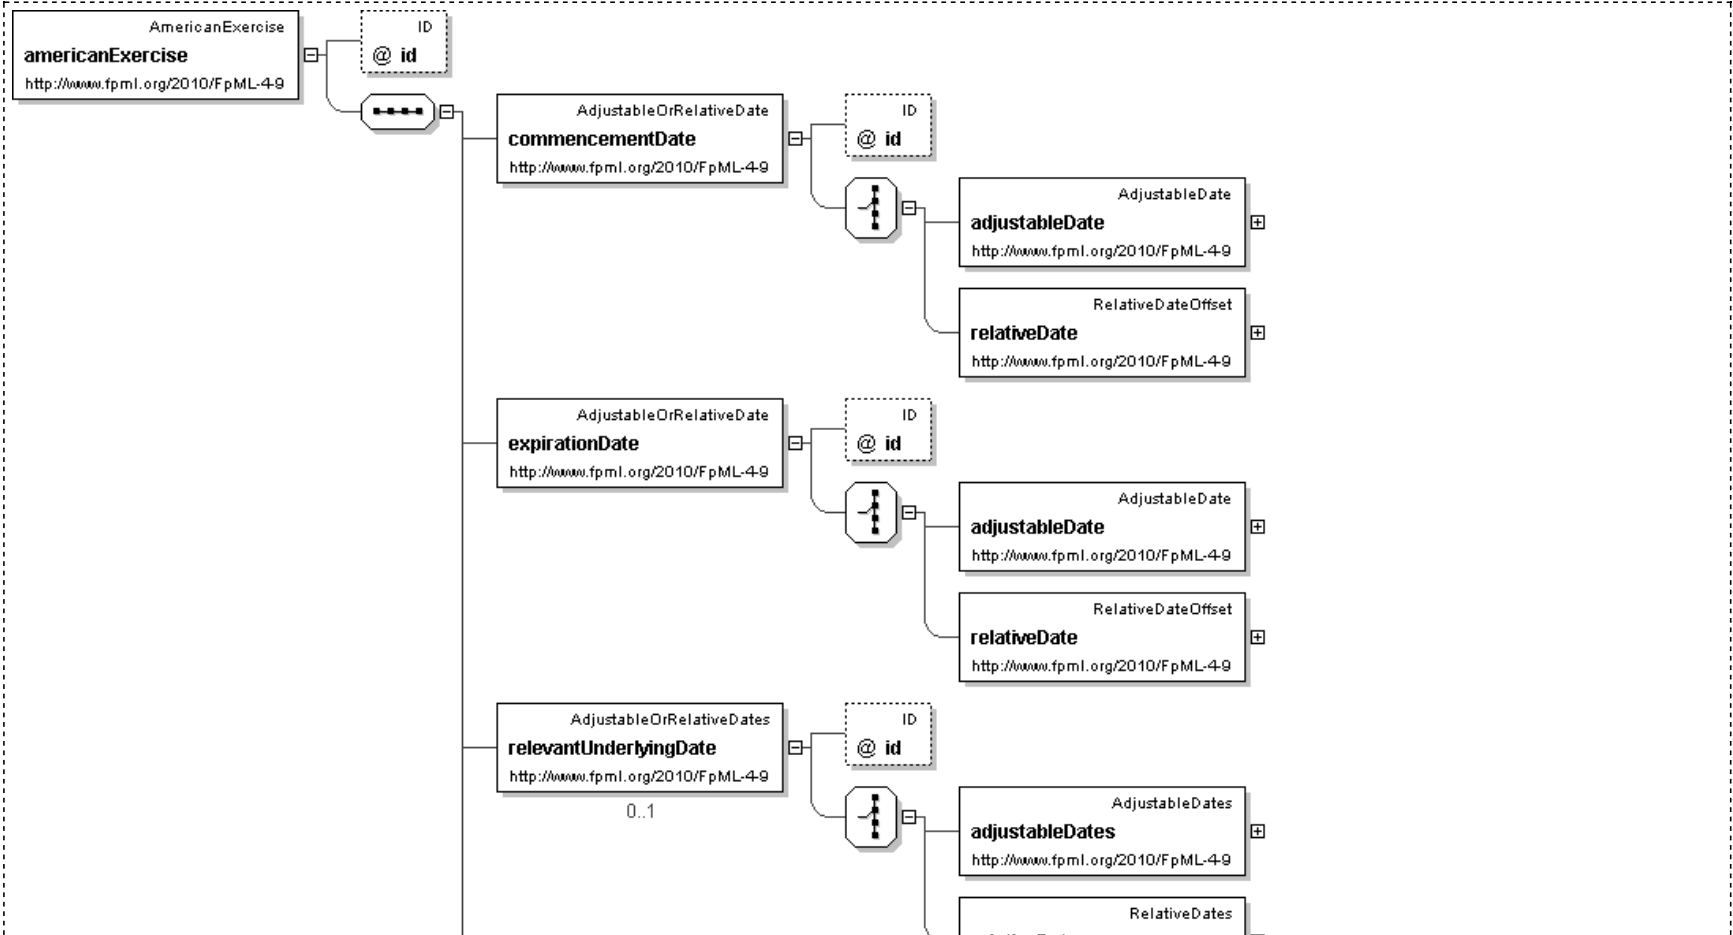 AmericanExercise
americanExercise
http://www.fpml.org/2010/FpML-4-9
ID
@ id
AdjustableOrRelativeDate
commencementDate
http://www.fpml.org/2010/FpML-4-9
ID
@ id
AdjustableDate
adjustableDate
http://www.fpml.org/2010/FpML-4-9
RelativeDateOffset
relativeDate
http://www.fpml.org/2010/FpML-4-9
AdjustableOrRelativeDate
expirationDate
http://www.fpml.org/2010/FpML-4-9
ID
@ id
AdjustableDate
adjustableDate
http://www.fpml.org/2010/FpML-4-9
RelativeDateOffset
relativeDate
http://www.fpml.org/2010/FpML-4-9
AdjustableOrRelativeDates
relevantUnderlyingDate
http://www.fpml.org/2010/FpML-4-9
0..1
ID
@ id
AdjustableDates
adjustableDates
http://www.fpml.org/2010/FpML-4-9
RelativeDates